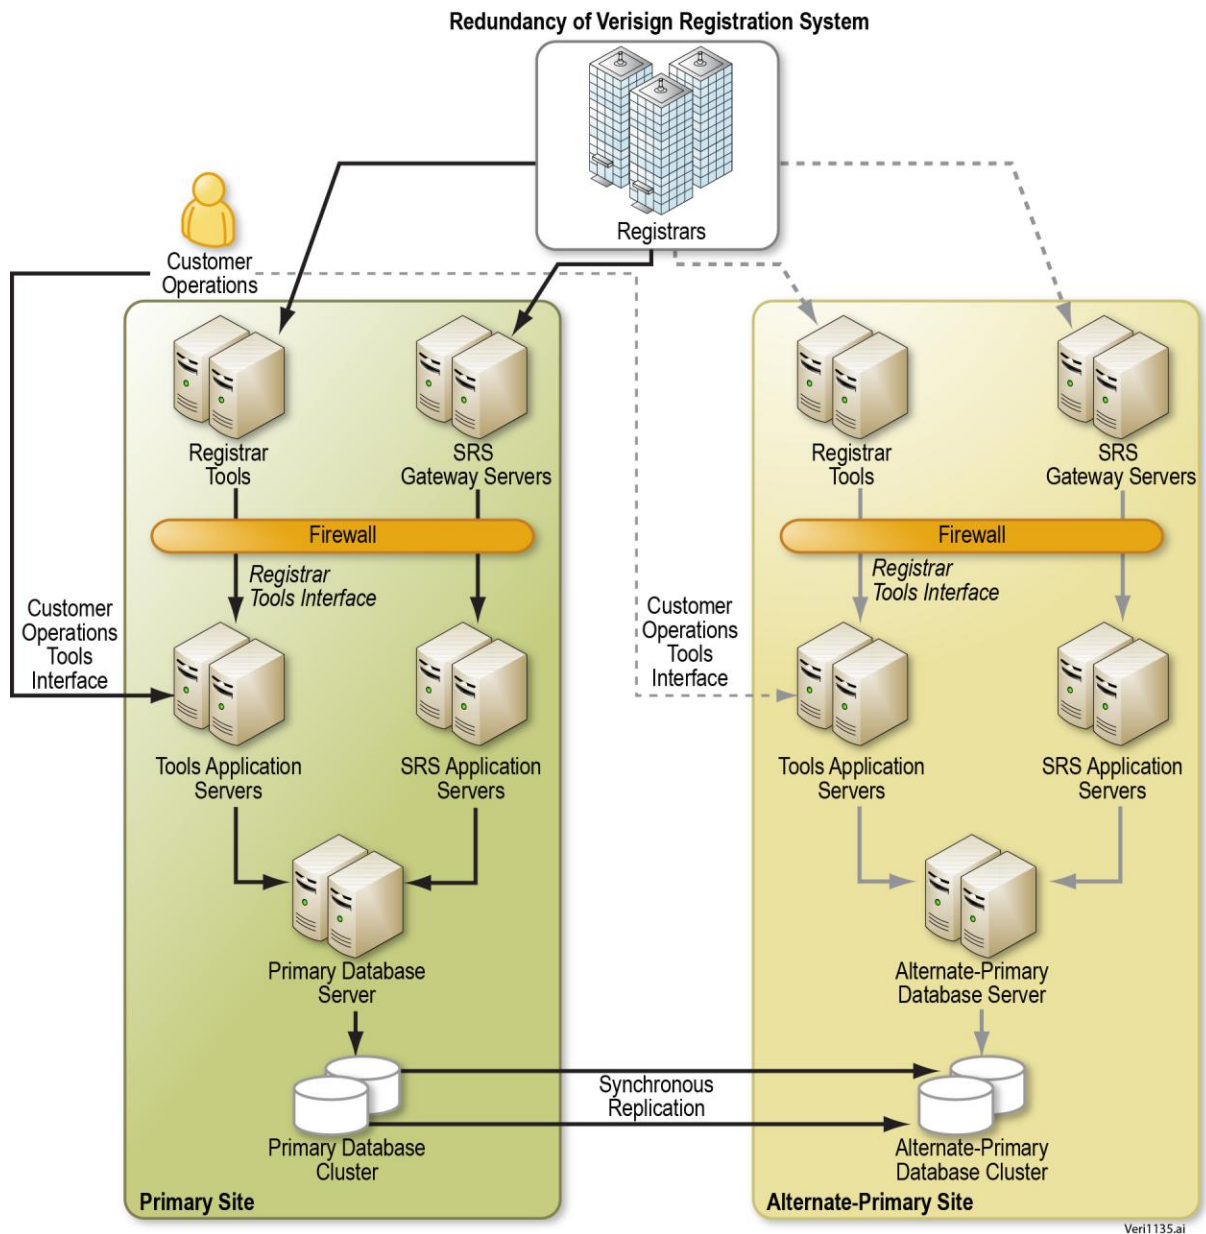 Redundancy of Verisign Registration System
Registrars
Customer
Operations
Registrar
Tools
SRS
Gateway Servers
Firewall
Registrar
Tools Interface
Customer
Operations
Tools
Interface
Tools Application
Servers
SRS Application
Servers
Primary Database
Server
Primary Database
Cluster
Primary Site
Synchronous
Replication
Registrar
Tools
SRS
Gateway Servers
Firewall
Registrar
Tools Interface
Customer
Operations
Tools
Interface
Tools Application
Servers
SRS Application
Servers
Alternate-Primary
Database Server
Alternate-Primary
Database Cluster
Alternate-Primary Site
Veri1135.ai